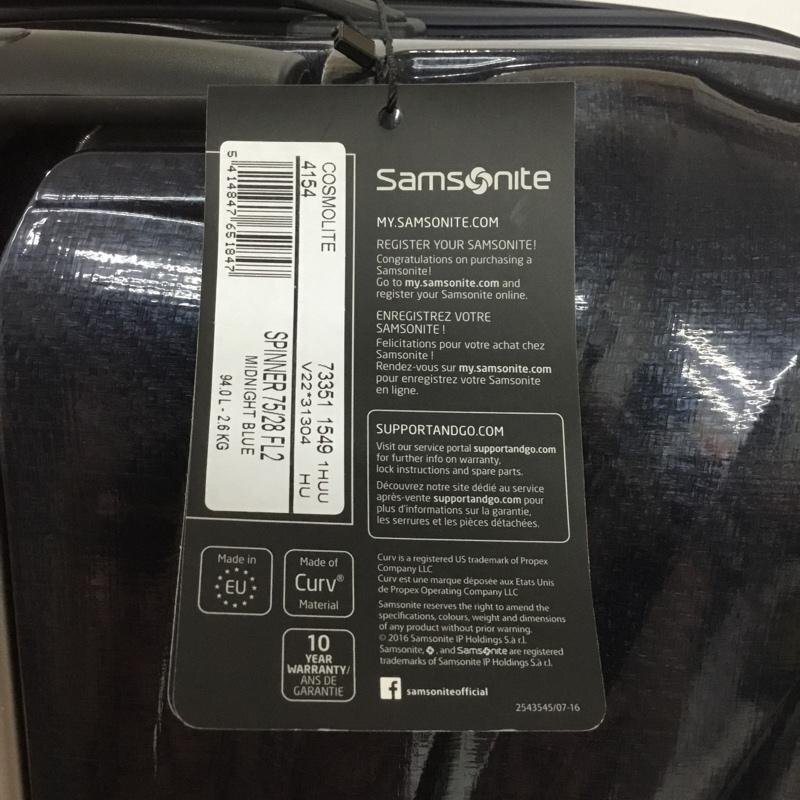 COSMOLITE
4154
73351 1549 1HUU
V22*31304 HU
5 414847 651847
SPINNER 75/28 FL2
MIDNIGHT BLUE
94.0 L - 2.6 KG
Made in
EU
Made of
Curv®
Material
10
YEAR
WARRANTY/
ANS DE
GARANTIE
Samsonite
MY.SAMSONITE.COM
REGISTER YOUR SAMSONITE!
Congratulations on purchasing a
Samsonite!
Go to my.samsonite.com and
register your Samsonite online.
ENREGISTREZ VOTRE
SAMSONITE !
Felicitations pour votre achat chez
Samsonite !
Rendez-vous sur my.samsonite.com
pour enregistrez votre Samsonite
en ligne.
SUPPORTANDGO.COM
Visit our service portal supportandgo.com
for further info on warranty,
lock instructions and spare parts.
Découvrez notre site dédié au service
après-vente supportandgo.com pour
plus d'informations sur la garantie,
les serrures et les pièces détachées.
Curv is a registered US trademark of Propex
Company LLC
Curv est une marque déposée aux Etats Unis
de Propex Operating Company LLC
Samsonite reserves the right to amend the
specifications, colours, weight and dimensions
of any product without prior warning.
© 2016 Samsonite IP Holdings S.à r.l.
Samsonite, , and Samsonite are registered
trademarks of Samsonite IP Holdings S.à r.l.
samsoniteofficial
2543545/07-16